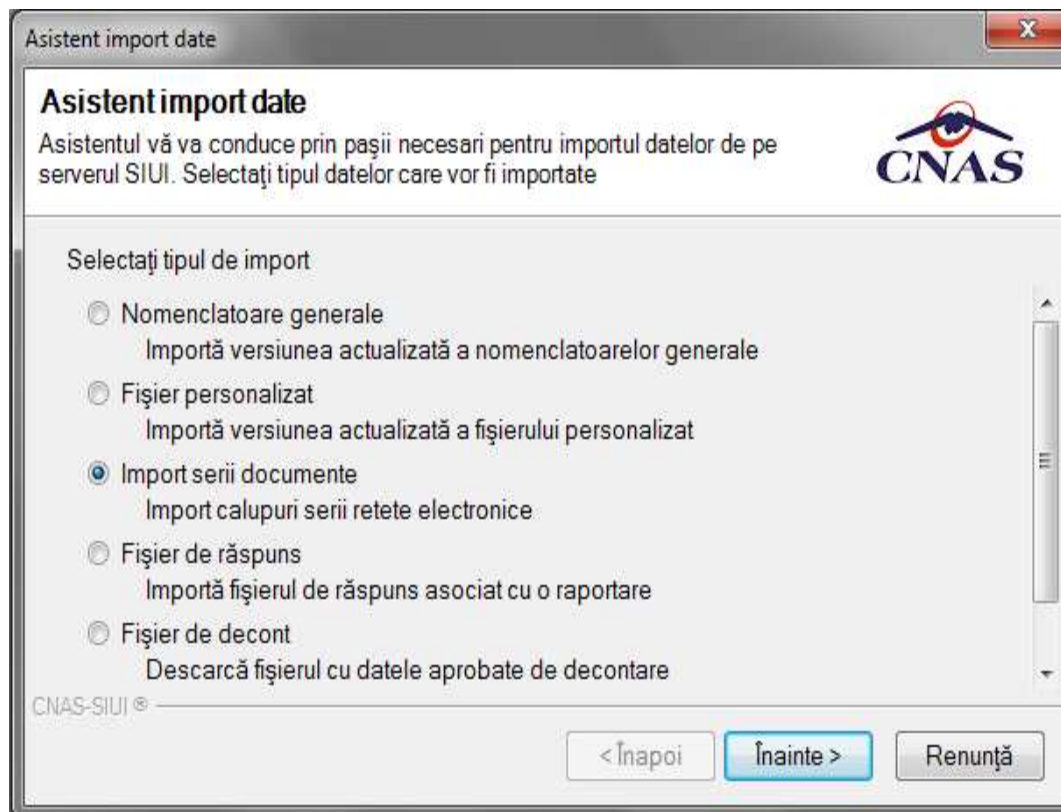 Asistent import date
Asistent import date
Asistentul vă va conduce prin paşii necesari pentru importul datelor de pe
serverul SIUI. Selectaţi tipul datelor care vor fi importate
CNAS
Selectaţi tipul de import
Nomenclatoare generale
Importă versiunea actualizată a nomenclatoarelor generale
Fişier personalizat
Importă versiunea actualizată a fişierului personalizat
Import serii documente
Import calupuri serii retete electronice
Fişier de răspuns
Importă fişierul de răspuns asociat cu o raportare
Fişier de decont
Descarcă fişierul cu datele aprobate de decontare
CNAS-SIUI ®
< Înapoi
Înainte >
Renunţă